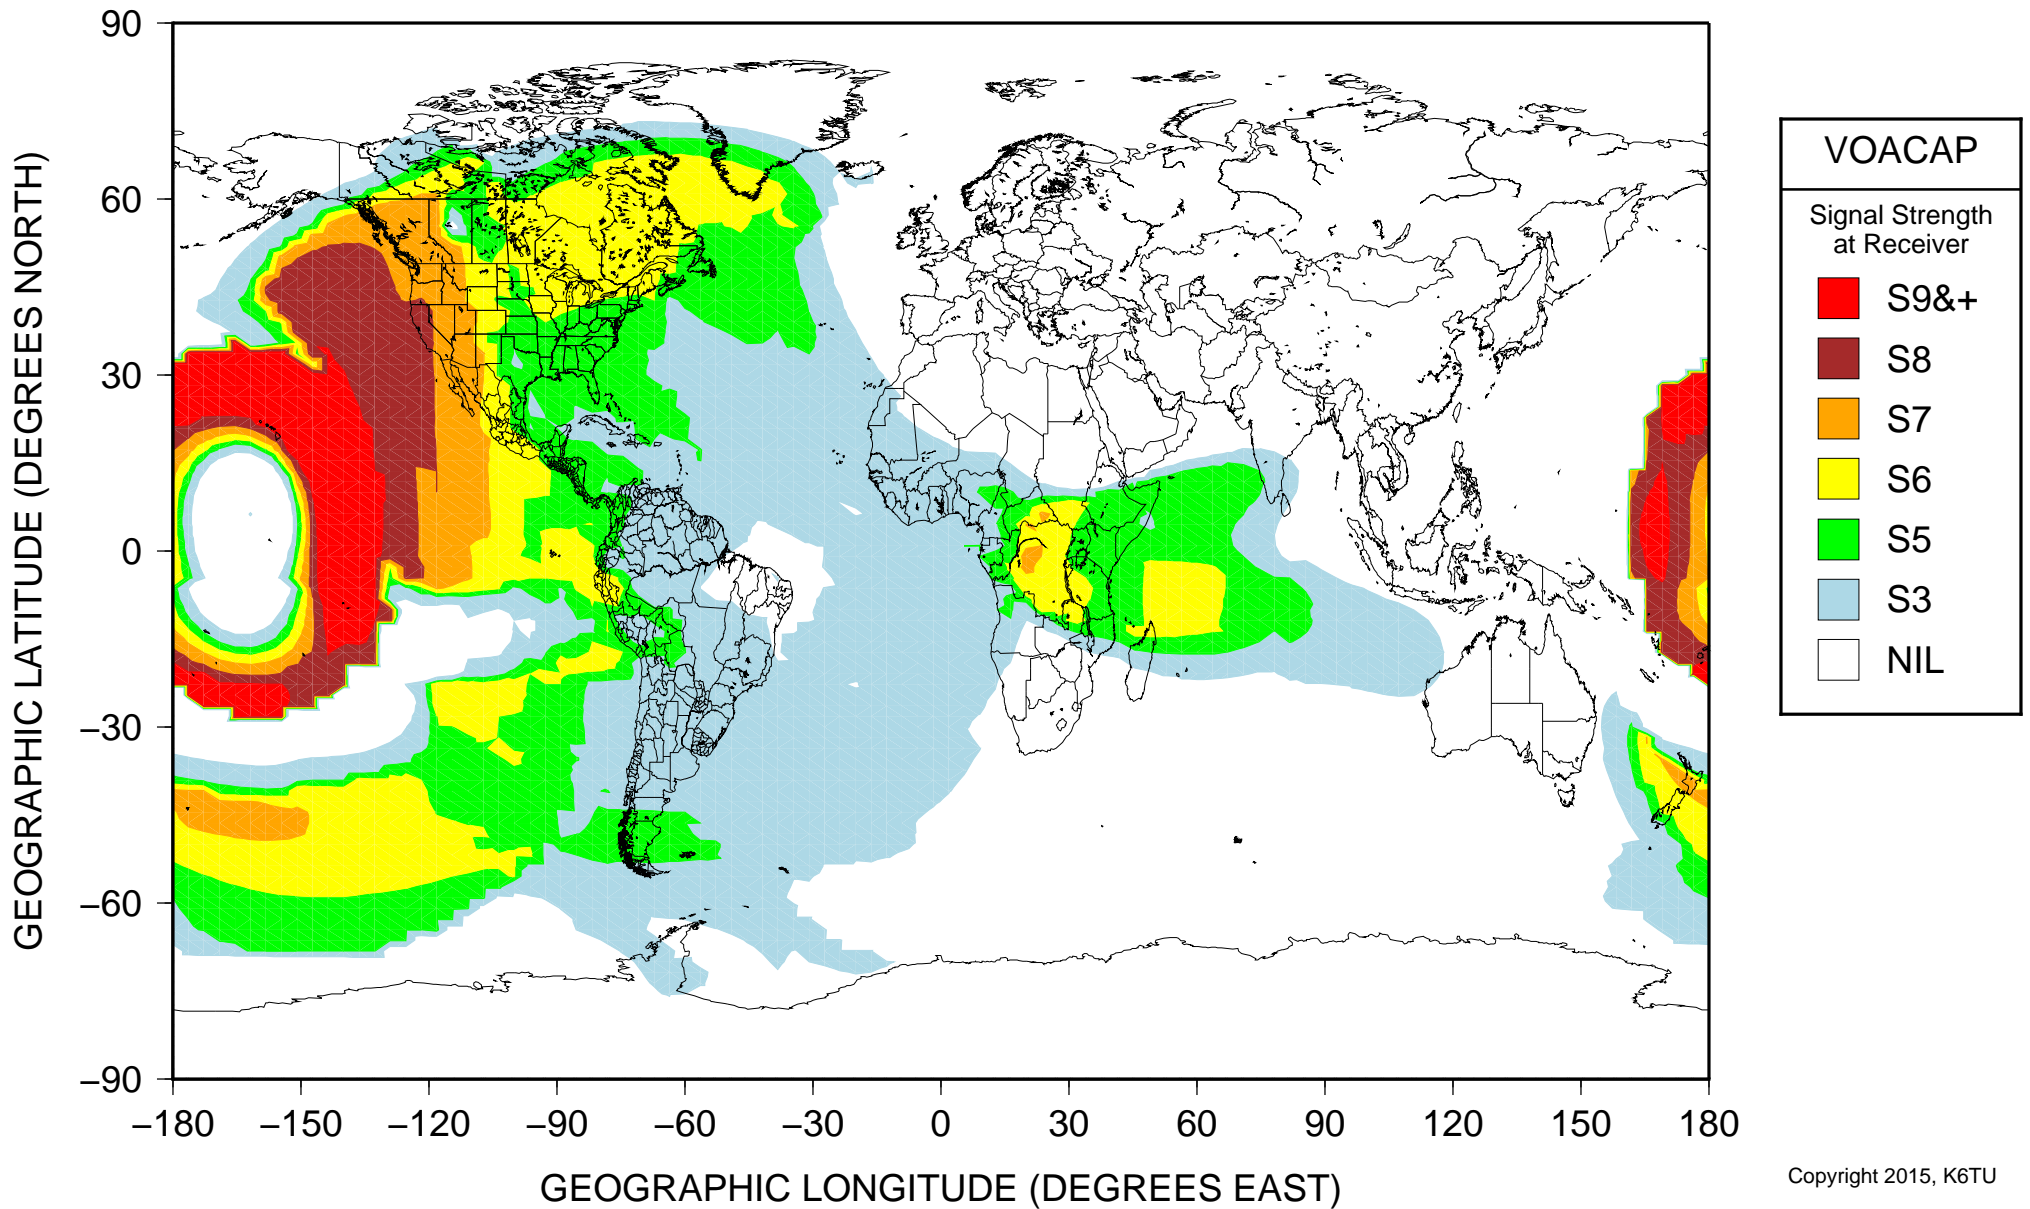 90
60
30
0
−30
−60
−90
GEOGRAPHIC LATITUDE (DEGREES NORTH)
−180 −150 −120 −90 −60 −30 0 30 60 90 120 150 180
GEOGRAPHIC LONGITUDE (DEGREES EAST)
VOACAP
Signal Strength
at Receiver
S9&+
S8
S7
S6
S5
S3
NIL
Copyright 2015, K6TU